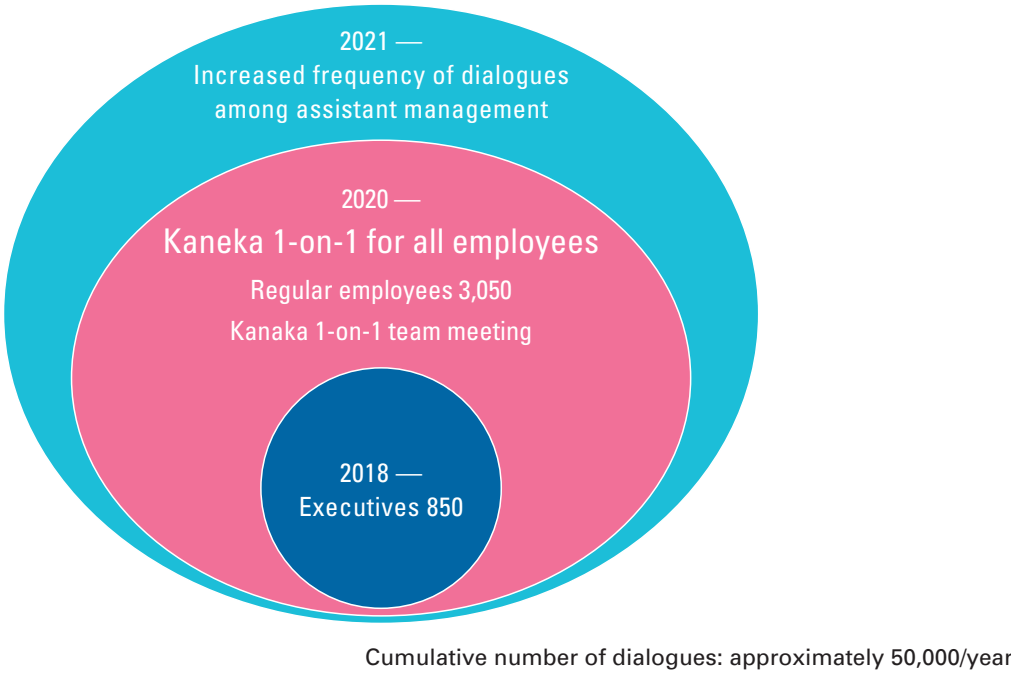 2021 —
Increased frequency of dialogues
among assistant management
2020 —
Kaneka 1-on-1 for all employees
Regular employees 3,050
Kanaka 1-on-1 team meeting
2018 —
Executives 850
Cumulative number of dialogues: approximately 50,000/year